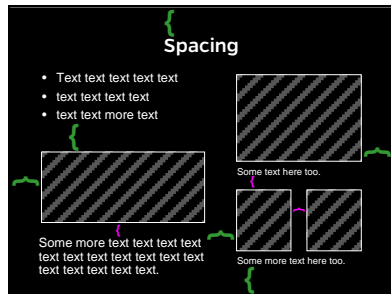 Spacing
• Text text text text text
• text text text text
• text text more text
Some more text text text text
text text text text text text text
text text text text text.
Some text here too.
Some more text here too.